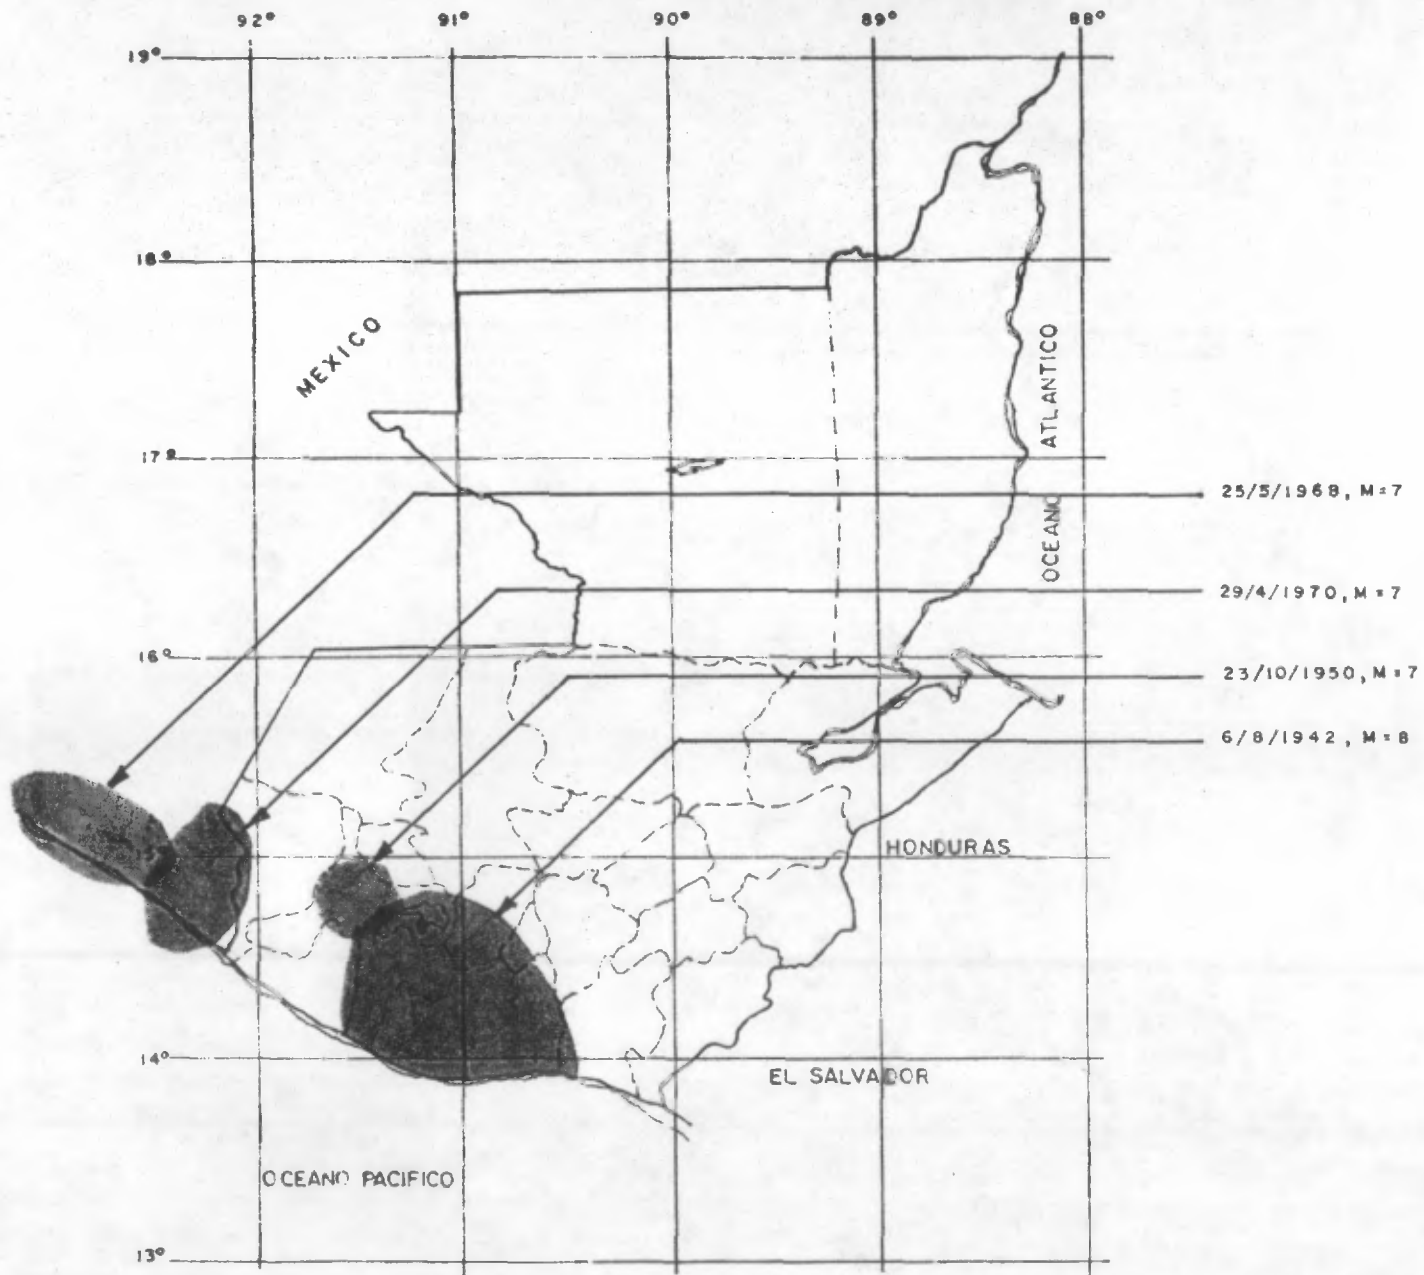 92° 91° 90° 89° 88°
19°
18°
MEXICO
OCEANO ATLANTICO
17°
25/5/1968, M=7
29/4/1970, M=7
16°
23/10/1950, M=7
6/8/1942, M=8
HONDURAS
14°
EL SALVADOR
OCEANO PACIFICO
13°